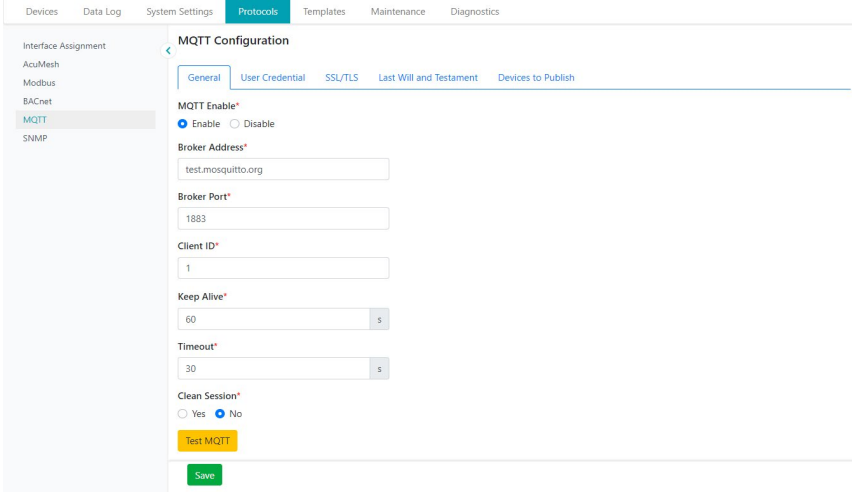 Devices Data Log System Settings Protocols Templates Maintenance Diagnostics
Interface Assignment
AcuMesh
Modbus
BACnet
MQTT
SNMP
MQTT Configuration
General User Credential SSL/TLS Last Will and Testament Devices to Publish
MQTT Enable*
Enable Disable
Broker Address*
test.mosquitto.org
Broker Port*
1883
Client ID*
1
Keep Alive*
60 s
Timeout*
30 s
Clean Session*
Yes No
Test MQTT
Save